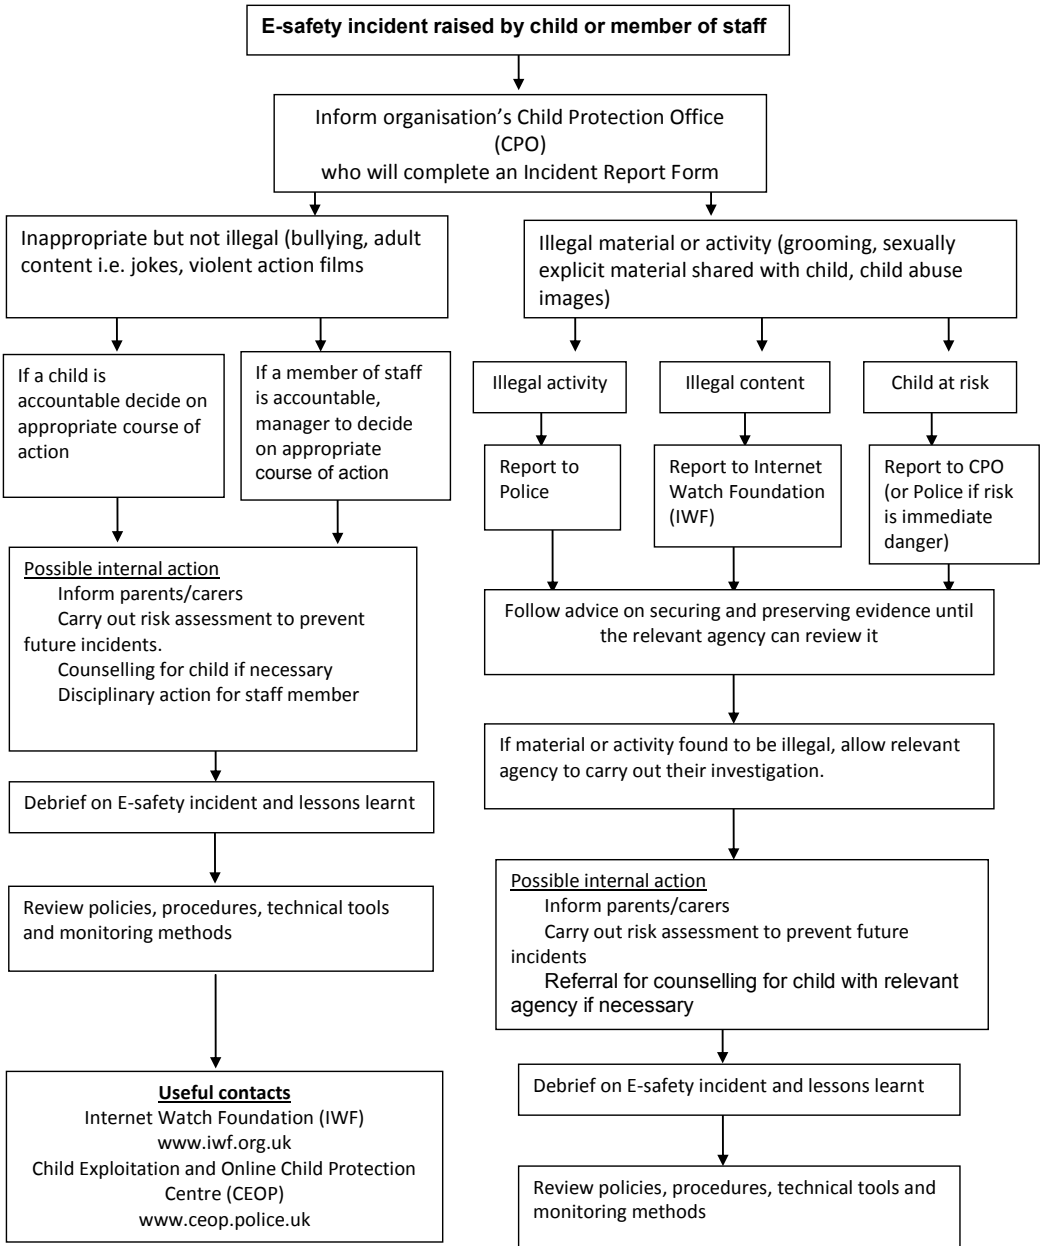 E-safety incident raised by child or member of staff
Inform organisation’s Child Protection Office
(CPO)
who will complete an Incident Report Form
Inappropriate but not illegal (bullying, adult
content i.e. jokes, violent action films
Illegal material or activity (grooming, sexually
explicit material shared with child, child abuse
images)
If a child is
accountable decide on
appropriate course of
action
If a member of staff
is accountable,
manager to decide
on appropriate
course of action
Illegal activity
Illegal content
Child at risk
Report to
Police
Report to Internet
Watch Foundation
(IWF)
Report to CPO
(or Police if risk
is immediate
danger)
Possible internal action
Inform parents/carers
Carry out risk assessment to prevent
future incidents.
Counselling for child if necessary
Disciplinary action for staff member
Follow advice on securing and preserving evidence until
the relevant agency can review it
If material or activity found to be illegal, allow relevant
agency to carry out their investigation.
Debrief on E-safety incident and lessons learnt
Review policies, procedures, technical tools
and monitoring methods
Possible internal action
Inform parents/carers
Carry out risk assessment to prevent future
incidents
Referral for counselling for child with relevant
agency if necessary
Useful contacts
Internet Watch Foundation (IWF)
www.iwf.org.uk
Child Exploitation and Online Child Protection
Centre (CEOP)
www.ceop.police.uk
Debrief on E-safety incident and lessons learnt
Review policies, procedures, technical tools and
monitoring methods